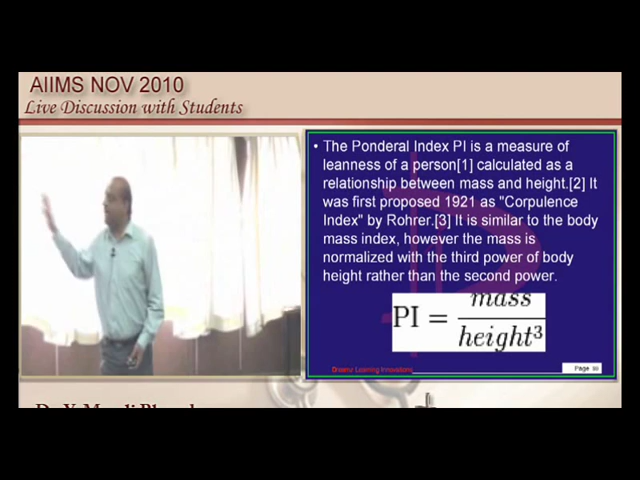 AIIMS NOV 2010
Live Discussion with Students
• The Ponderal Index PI is a measure of
leanness of a person[1] calculated as a
relationship between mass and height.[2] It
was first proposed 1921 as "Corpulence
Index" by Rohrer.[3] It is similar to the body
mass index, however the mass is
normalized with the third power of body
height rather than the second power.
PI = mass
height³
Learning Innovations
Page